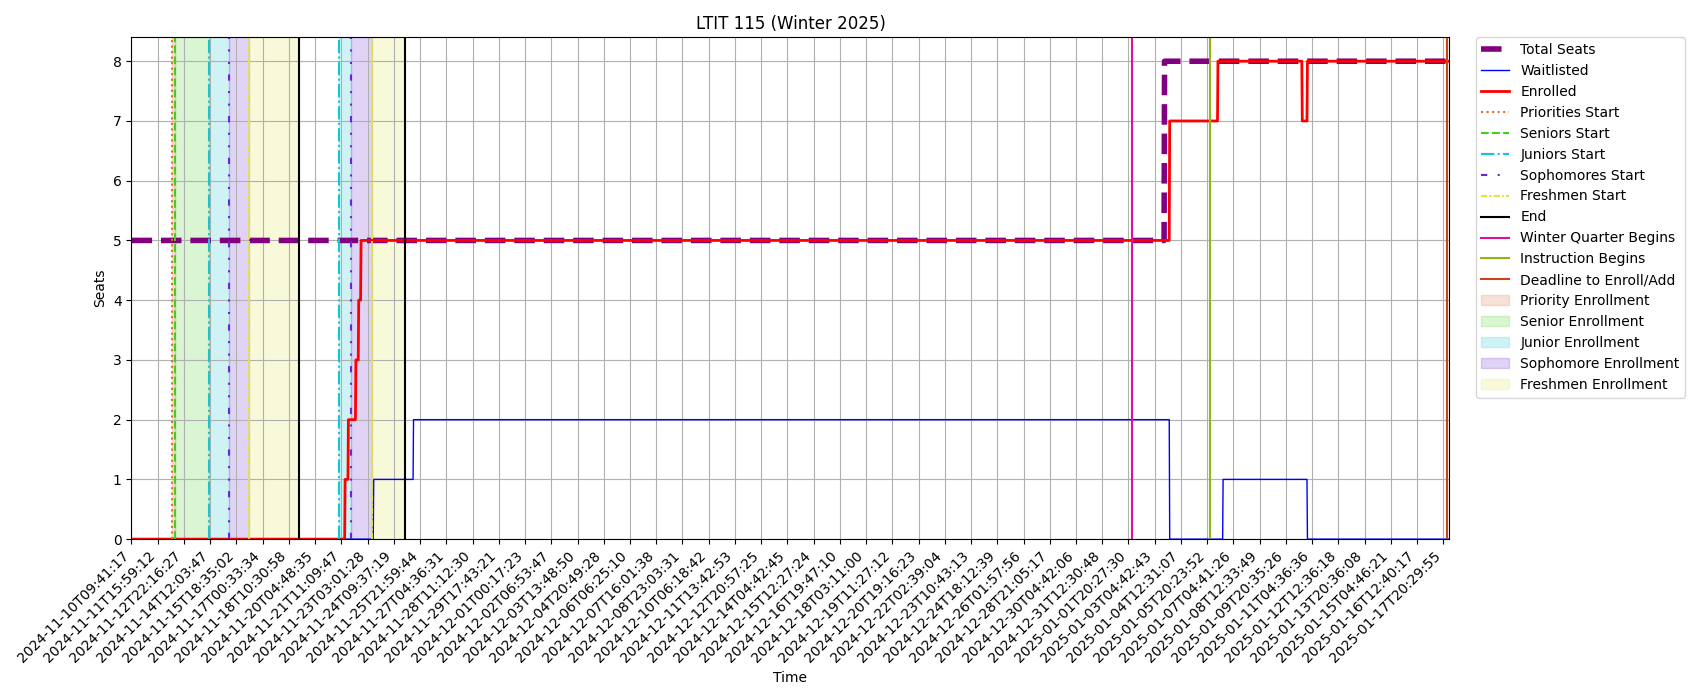 LTIT 115 (Winter 2025)
Seats
8
7
6
5
4
3
2
1
0
2024-11-10T09:41:17
2024-11-11T15:59:12
2024-11-12T22:16:27
2024-11-14T12:03:47
2024-11-15T18:35:02
2024-11-17T00:33:34
2024-11-18T10:30:58
2024-11-20T04:48:35
2024-11-21T11:09:47
2024-11-23T03:01:28
2024-11-24T09:37:19
2024-11-25T21:59:44
2024-11-27T04:36:31
2024-11-28T11:12:30
2024-11-29T17:43:21
2024-12-01T00:17:23
2024-12-02T06:53:47
2024-12-03T13:48:50
2024-12-04T20:49:28
2024-12-06T06:25:10
2024-12-07T16:01:38
2024-12-08T23:03:31
2024-12-10T06:18:42
2024-12-11T13:42:53
2024-12-12T20:57:25
2024-12-14T04:42:45
2024-12-15T12:27:24
2024-12-16T19:47:10
2024-12-18T03:11:00
2024-12-19T11:27:12
2024-12-20T19:16:23
2024-12-22T02:39:04
2024-12-23T10:43:13
2024-12-24T18:12:39
2024-12-26T01:57:56
2024-12-28T21:05:17
2024-12-30T04:42:06
2024-12-31T12:30:48
2025-01-01T20:27:30
2025-01-03T04:42:43
2025-01-04T12:31:07
2025-01-05T20:23:52
2025-01-07T04:41:26
2025-01-08T12:33:49
2025-01-09T20:35:26
2025-01-11T04:36:36
2025-01-12T12:36:18
2025-01-13T20:36:08
2025-01-15T04:46:21
2025-01-16T12:40:17
2025-01-17T20:29:55
Time
Total Seats
Waitlisted
Enrolled
Priorities Start
Seniors Start
Juniors Start
Sophomores Start
Freshmen Start
End
Winter Quarter Begins
Instruction Begins
Deadline to Enroll/Add
Priority Enrollment
Senior Enrollment
Junior Enrollment
Sophomore Enrollment
Freshmen Enrollment